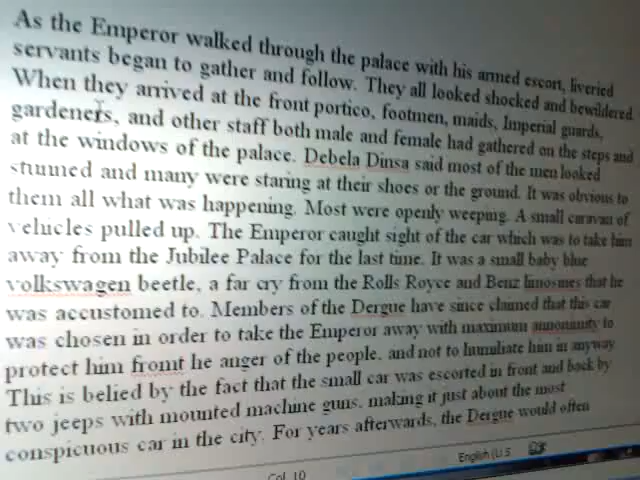 As the Emperor walked through the palace with his armed escort, liveried
servants began to gather and follow. They all looked shocked and bewildered
When they arrived at the front portico, footmen, maids, Imperial guards,
gardeners, and other staff both male and female had gathered on the steps and
at the windows of the palace. Debela Dinsa said most of the men looked
stunned and many were staring at their shoes or the ground. It was obvious to
them all what was happening. Most were openly weeping. A small caravan of
vehicles pulled up. The Emperor caught sight of the car which was to take him
away from the Jubilee Palace for the last time. It was a small baby blue
volkswagen beetle, a far cry from the Rolls Royce and Benz limosines that he
was accustomed to. Members of the Dergue have since claimed that this car
was chosen in order to take the Emperor away with maximum to
protect him fromt he anger of the people, and not to humiliate him in anyway
This is belied by the fact that the small car was escorted in front and back by
two jeeps with mounted machine guns, making it just about the most
conspicuous car in the city. For years afterwards, the Dergue would often
Col 10
English (U.S